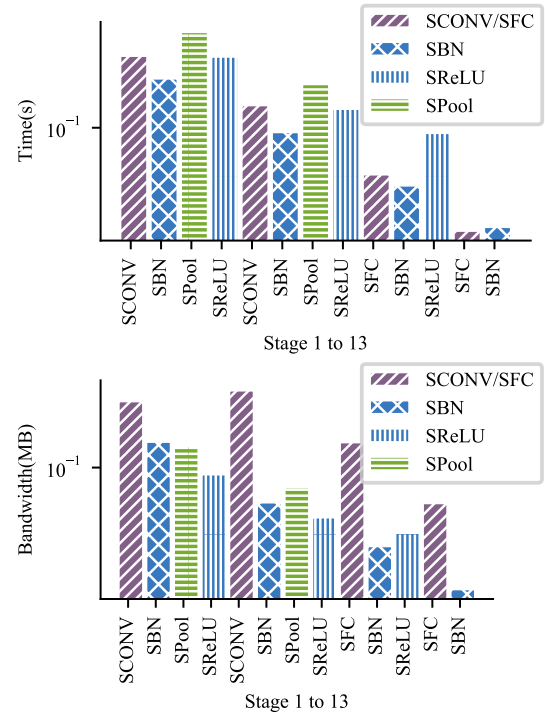 SCONV/SFC
SBN
SReLU
SPool
Time(s)
10⁻¹
SCONV
SBN
SPool
SReLU
SCONV
SBN
SPool
SReLU
SFC
SBN
SReLU
SFC
SBN
Stage 1 to 13
SCONV/SFC
SBN
SReLU
SPool
Bandwidth(MB)
10⁻¹
SCONV
SBN
SPool
SReLU
SCONV
SBN
SPool
SReLU
SFC
SBN
SReLU
SFC
SBN
Stage 1 to 13